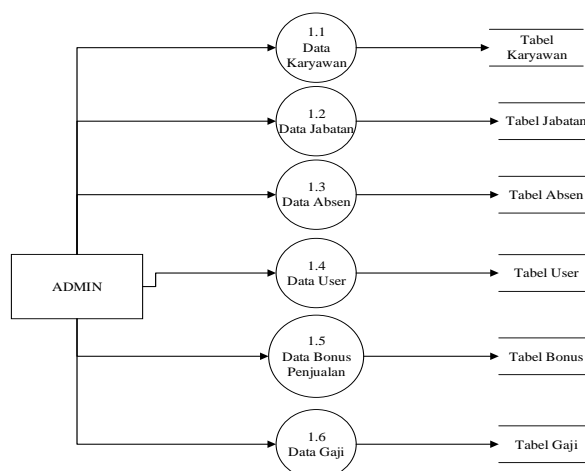 1.1
Data
Karyawan
Tabel
Karyawan
1.2
Data Jabatan
Tabel Jabatan
1.3
Data Absen
Tabel Absen
ADMIN
1.4
Data User
Tabel User
1.5
Data Bonus
Penjualan
Tabel Bonus
1.6
Data Gaji
Tabel Gaji